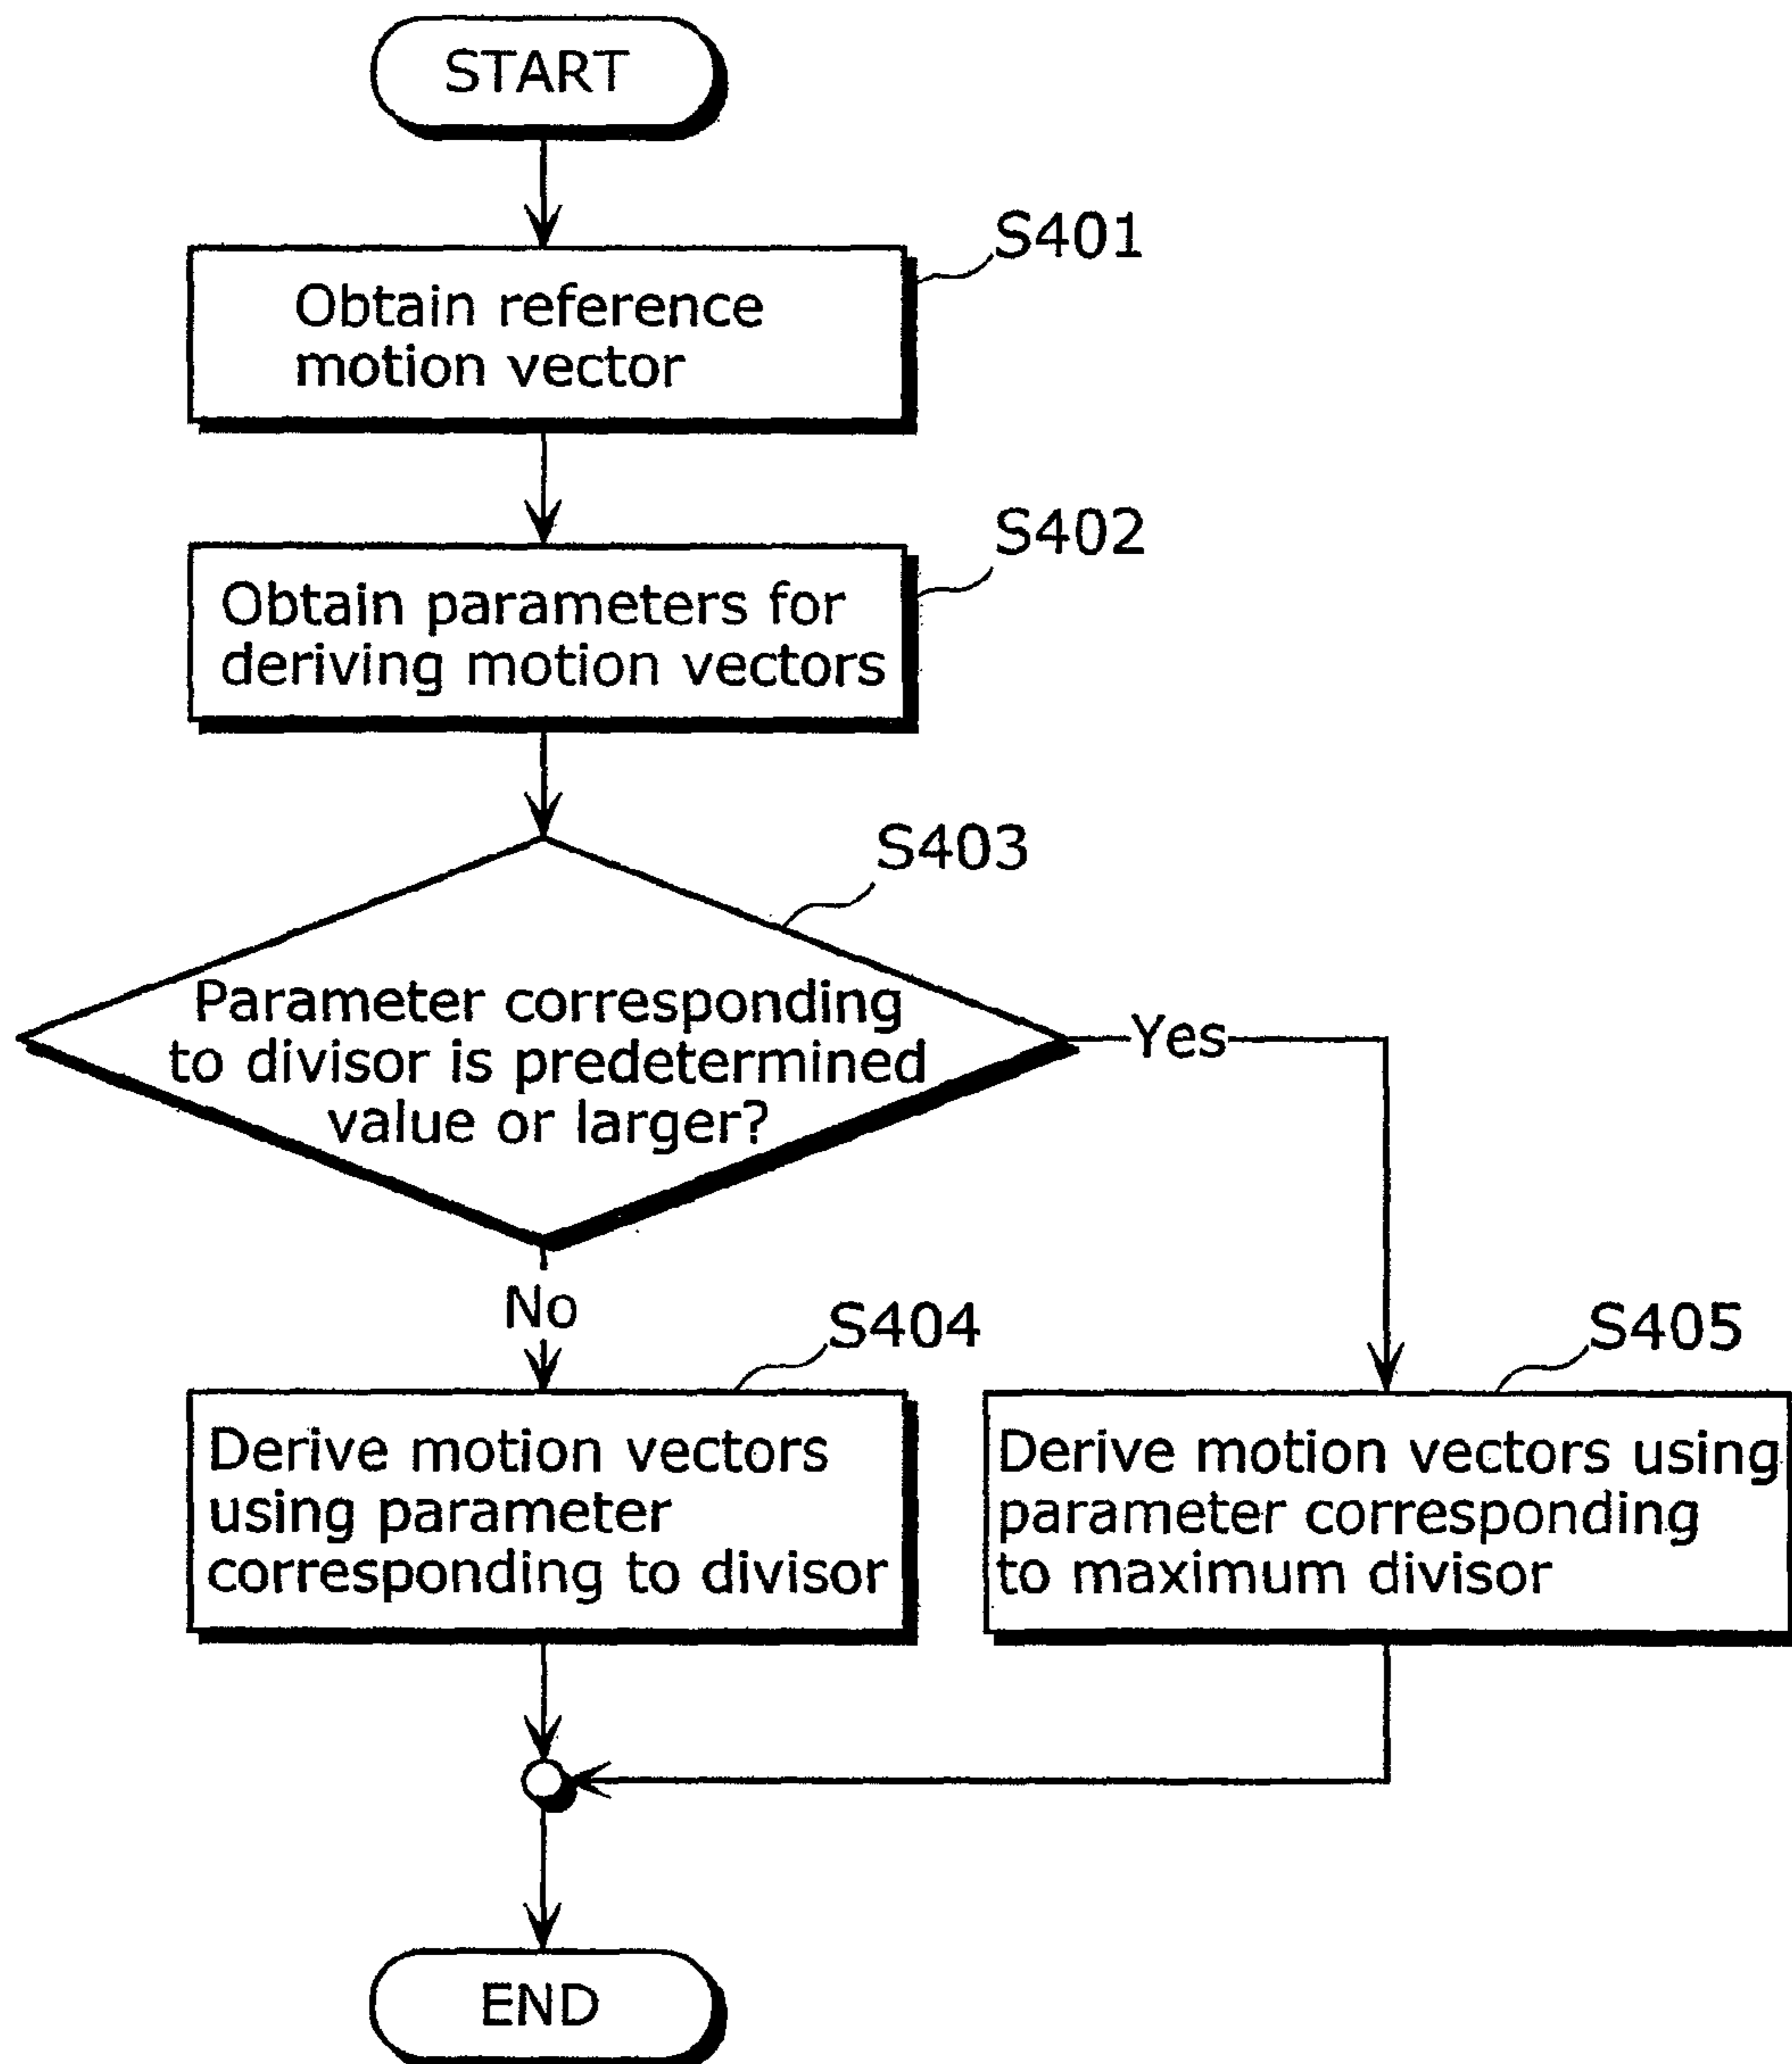 START
S401
Obtain reference
motion vector
S402
Obtain parameters for
deriving motion vectors
S403
Parameter corresponding
to divisor is predetermined
value or larger?
Yes
No
S404
Derive motion vectors
using parameter
corresponding to divisor
S405
Derive motion vectors using
parameter corresponding
to maximum divisor
END